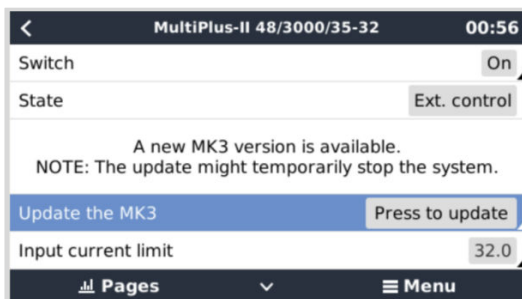 MultiPlus-II 48/3000/35-32 00:56
Switch On
State Ext. control
A new MK3 version is available.
NOTE: The update might temporarily stop the system.
Update the MK3 Press to update
Input current limit 32.0
Pages Menu